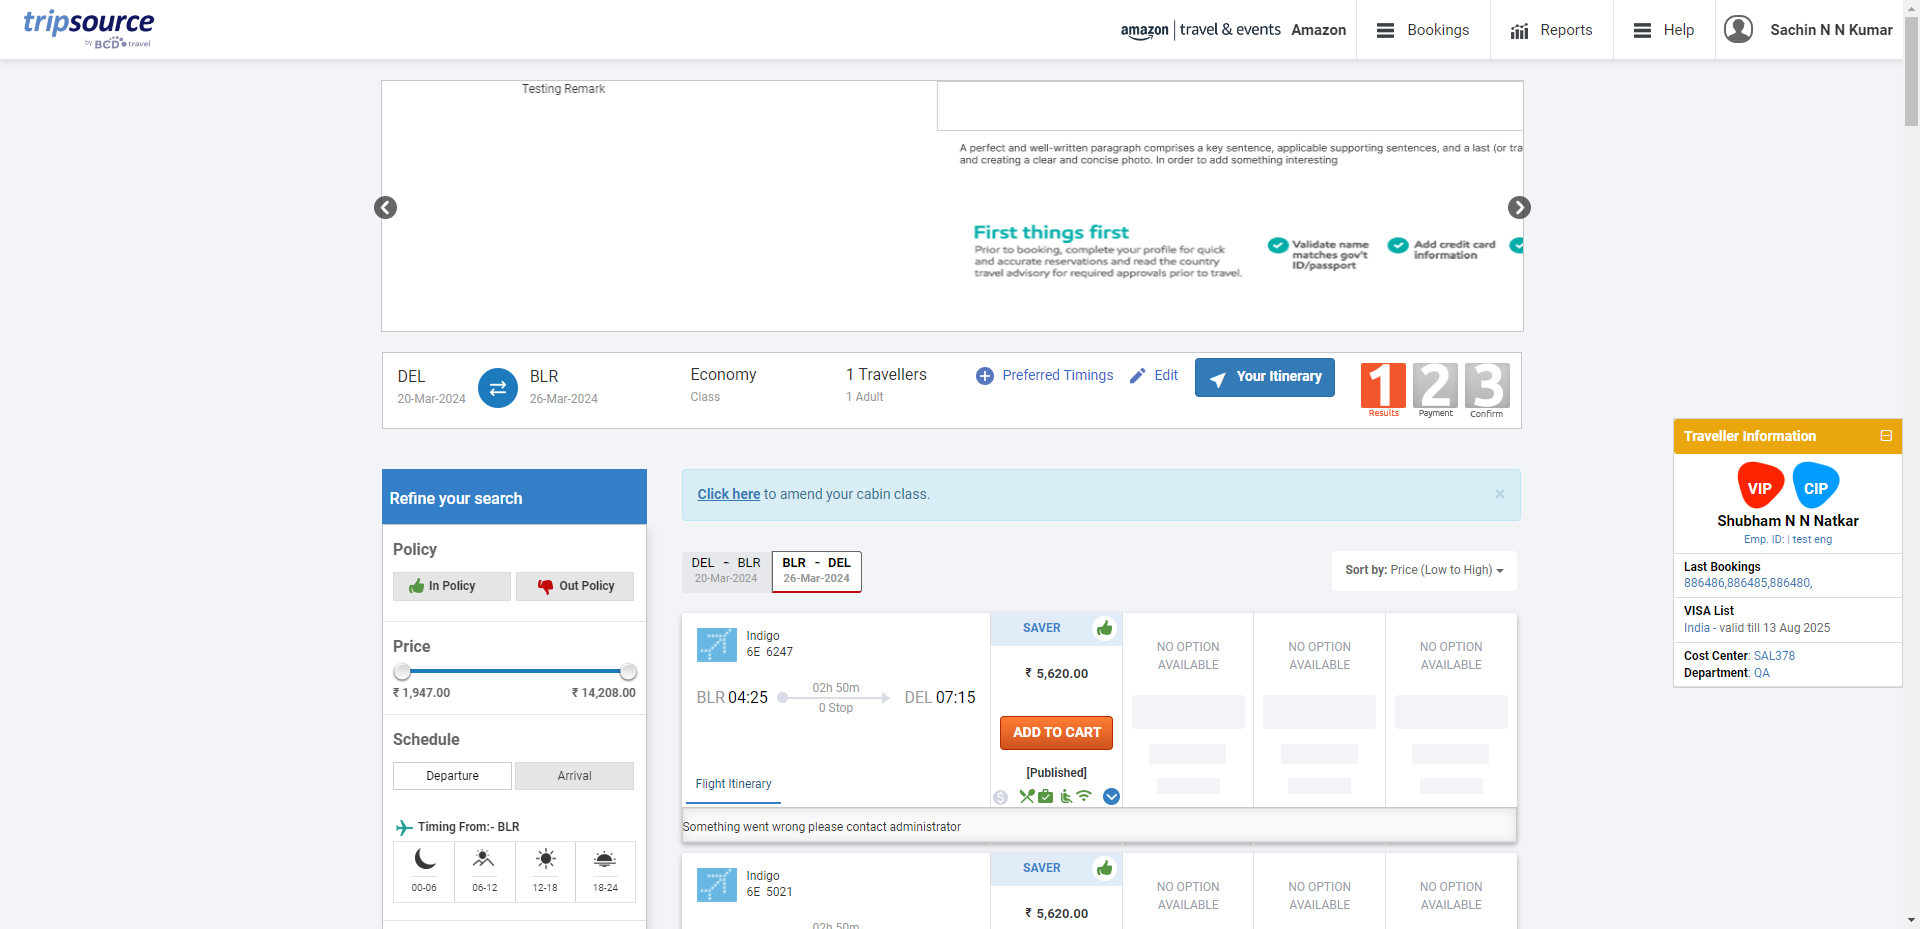 tripsource
by BCD travel
amazon | travel & events Amazon
Bookings
Reports
Help
Sachin N N Kumar
Testing Remark
A perfect and well-written paragraph comprises a key sentence, applicable supporting sentences, and a last (or tra
and creating a clear and concise photo. In order to add something interesting
First things first
Prior to booking, complete your profile for quick
and accurate reservations and read the country
travel advisory for required approvals prior to travel.
Validate name
matches gov't
ID/passport
Add credit card
information
DEL
20-Mar-2024
BLR
26-Mar-2024
Economy
Class
1 Travellers
1 Adult
Preferred Timings
Edit
Your Itinerary
1
Results
2
Payment
3
Confirm
Traveller Information
VIP
CIP
Shubham N N Natkar
Emp. ID: | test eng
Last Bookings
886486,886485,886480,
VISA List
India - valid till 13 Aug 2025
Cost Center: SAL378
Department: QA
Refine your search
Policy
In Policy
Out Policy
Price
₹ 1,947.00
₹ 14,208.00
Schedule
Departure
Arrival
Timing From:- BLR
00-06
06-12
12-18
18-24
Click here to amend your cabin class.
×
DEL - BLR
20-Mar-2024
BLR - DEL
26-Mar-2024
Sort by: Price (Low to High)
Indigo
6E 6247
BLR 04:25
02h 50m
0 Stop
DEL 07:15
Flight Itinerary
SAVER
₹ 5,620.00
ADD TO CART
[Published]
NO OPTION
AVAILABLE
NO OPTION
AVAILABLE
NO OPTION
AVAILABLE
Something went wrong please contact administrator
Indigo
6E 5021
02h 50m
SAVER
₹ 5,620.00
NO OPTION
AVAILABLE
NO OPTION
AVAILABLE
NO OPTION
AVAILABLE